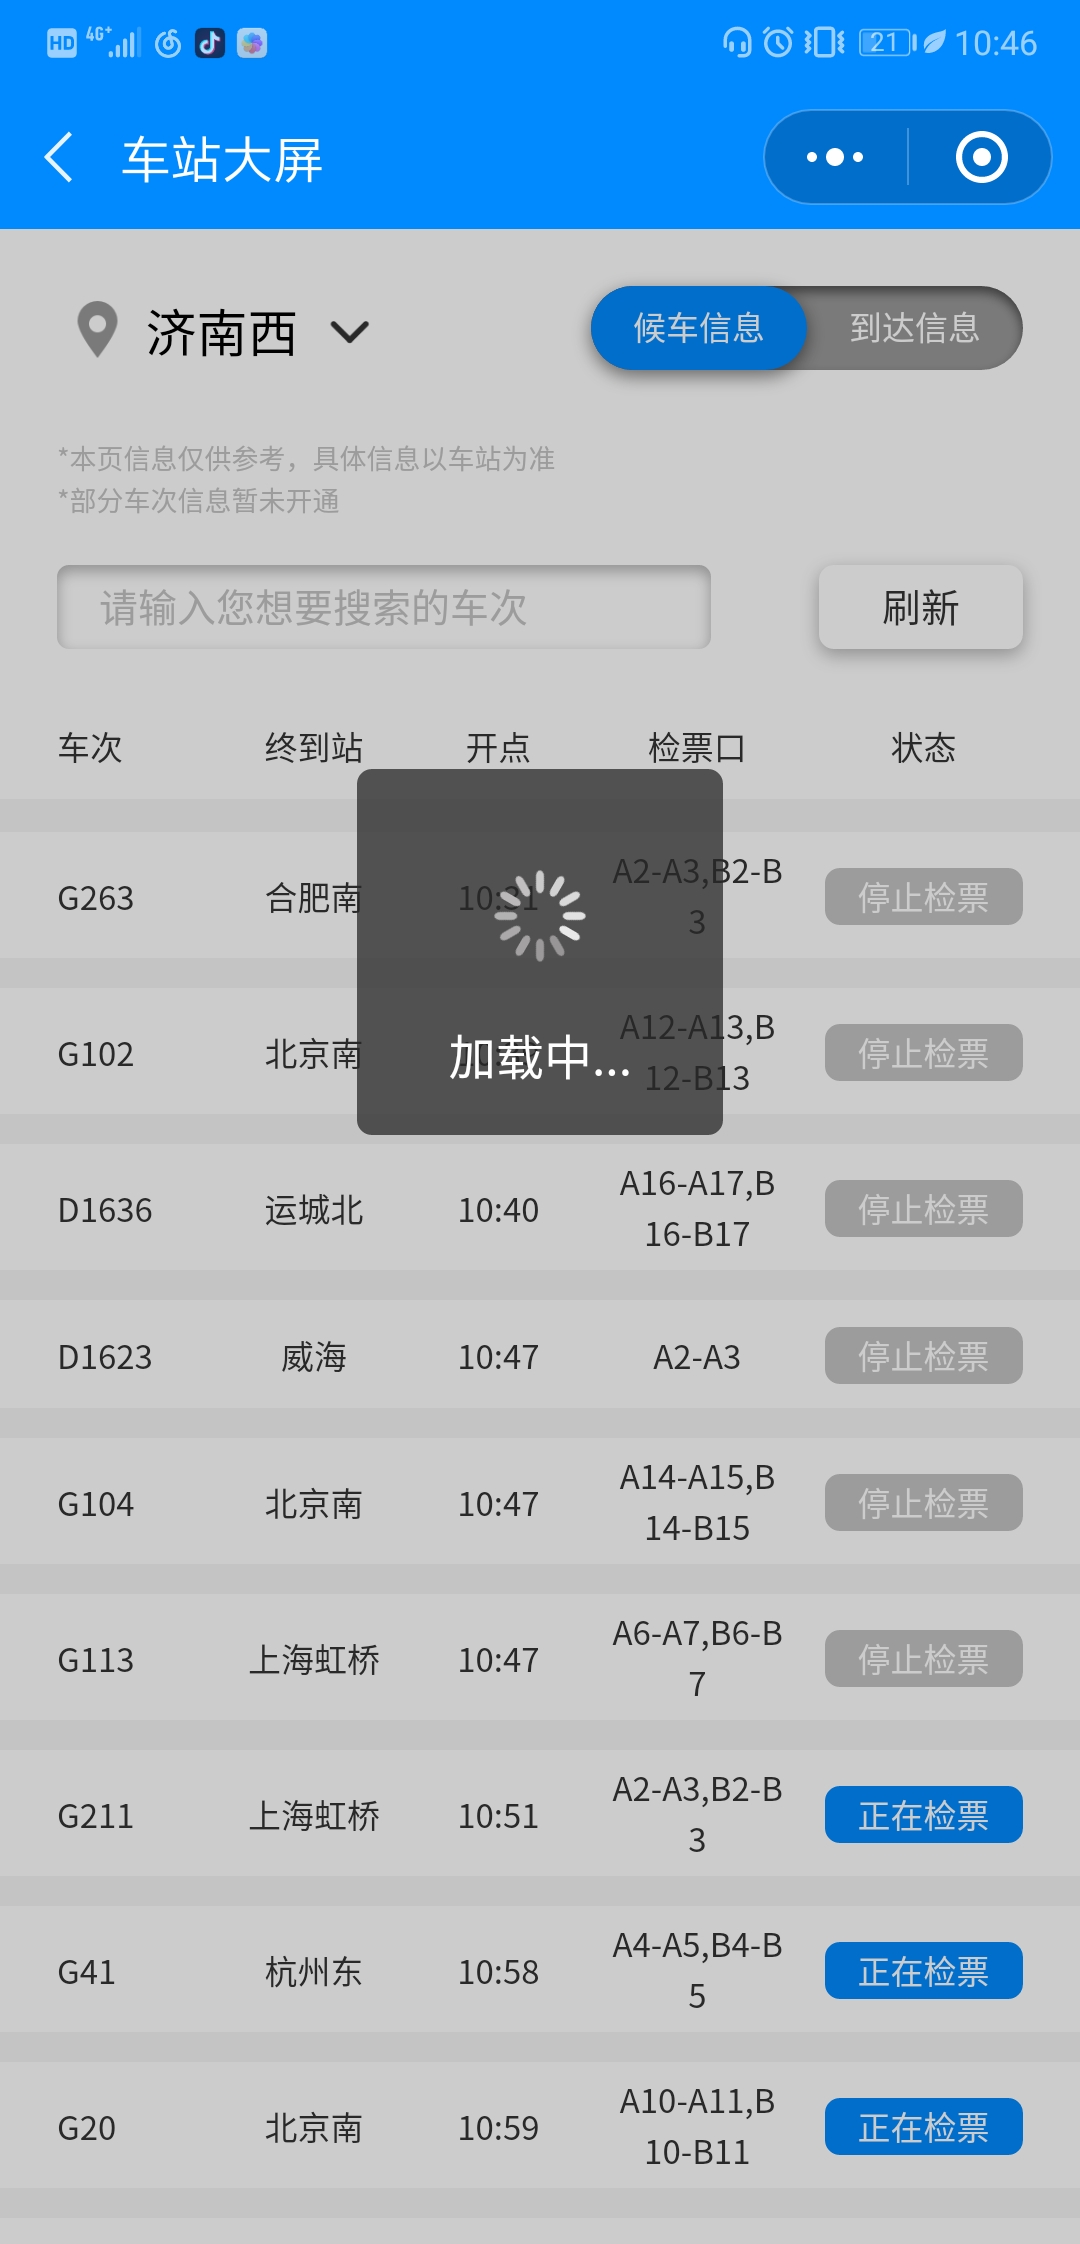 HD 4G+ 21 10:46
车站大屏
济南西 候车信息 到达信息
*本页信息仅供参考，具体信息以车站为准
*部分车次信息暂未开通
请输入您想要搜索的车次 刷新
车次 终到站 开点 检票口 状态
G263 合肥南 10:31 A2-A3,B2-B
3 停止检票
G102 北京南 A12-A13,B
12-B13 停止检票
加载中...
D1636 运城北 10:40 A16-A17,B
16-B17 停止检票
D1623 威海 10:47 A2-A3 停止检票
G104 北京南 10:47 A14-A15,B
14-B15 停止检票
G113 上海虹桥 10:47 A6-A7,B6-B
7 停止检票
G211 上海虹桥 10:51 A2-A3,B2-B
3 正在检票
G41 杭州东 10:58 A4-A5,B4-B
5 正在检票
G20 北京南 10:59 A10-A11,B
10-B11 正在检票